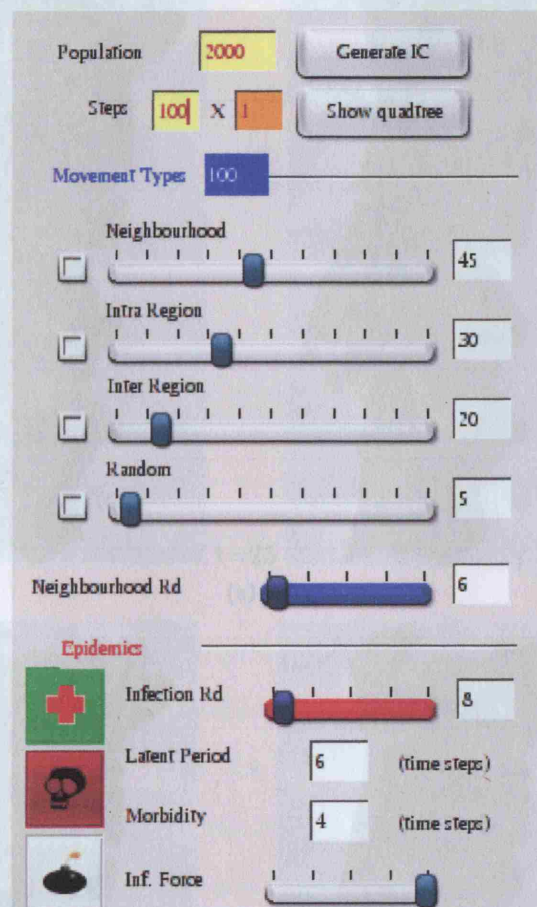 Population 2000 Generate IC
Steps 100 X 1 Show quadtree
Movement Types 100
Neighbourhood
45
Intra Region
30
Inter Region
20
Random
5
Neighbourhood Rd 6
Epidemics
Infection Rd 8
Latent Period 6 (time steps)
Morbidity 4 (time steps)
Inf. Force